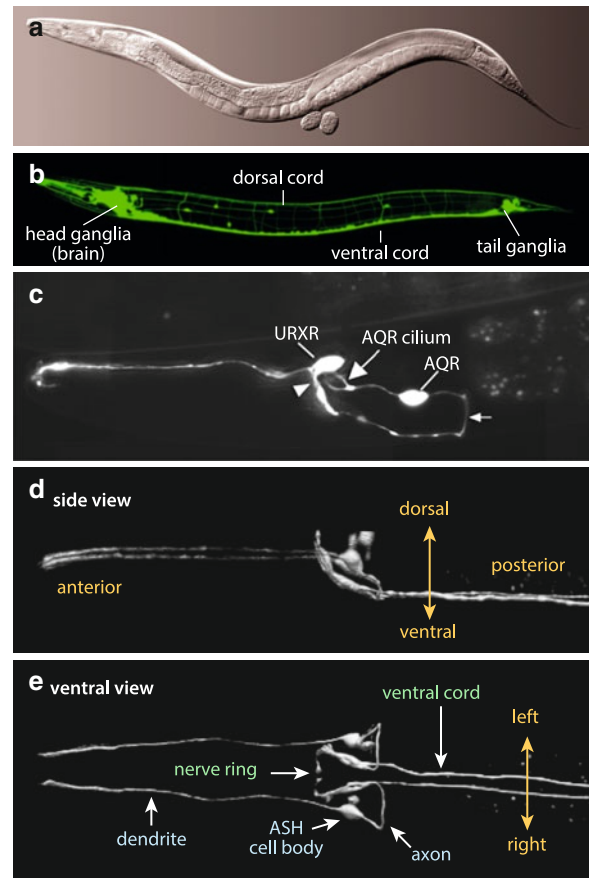 a
b
dorsal cord
head ganglia
(brain)
ventral cord
tail ganglia
c
URXR
AQR cilium
AQR
d side view
dorsal
anterior
posterior
ventral
e ventral view
ventral cord
left
nerve ring
dendrite
ASH
cell body
axon
right